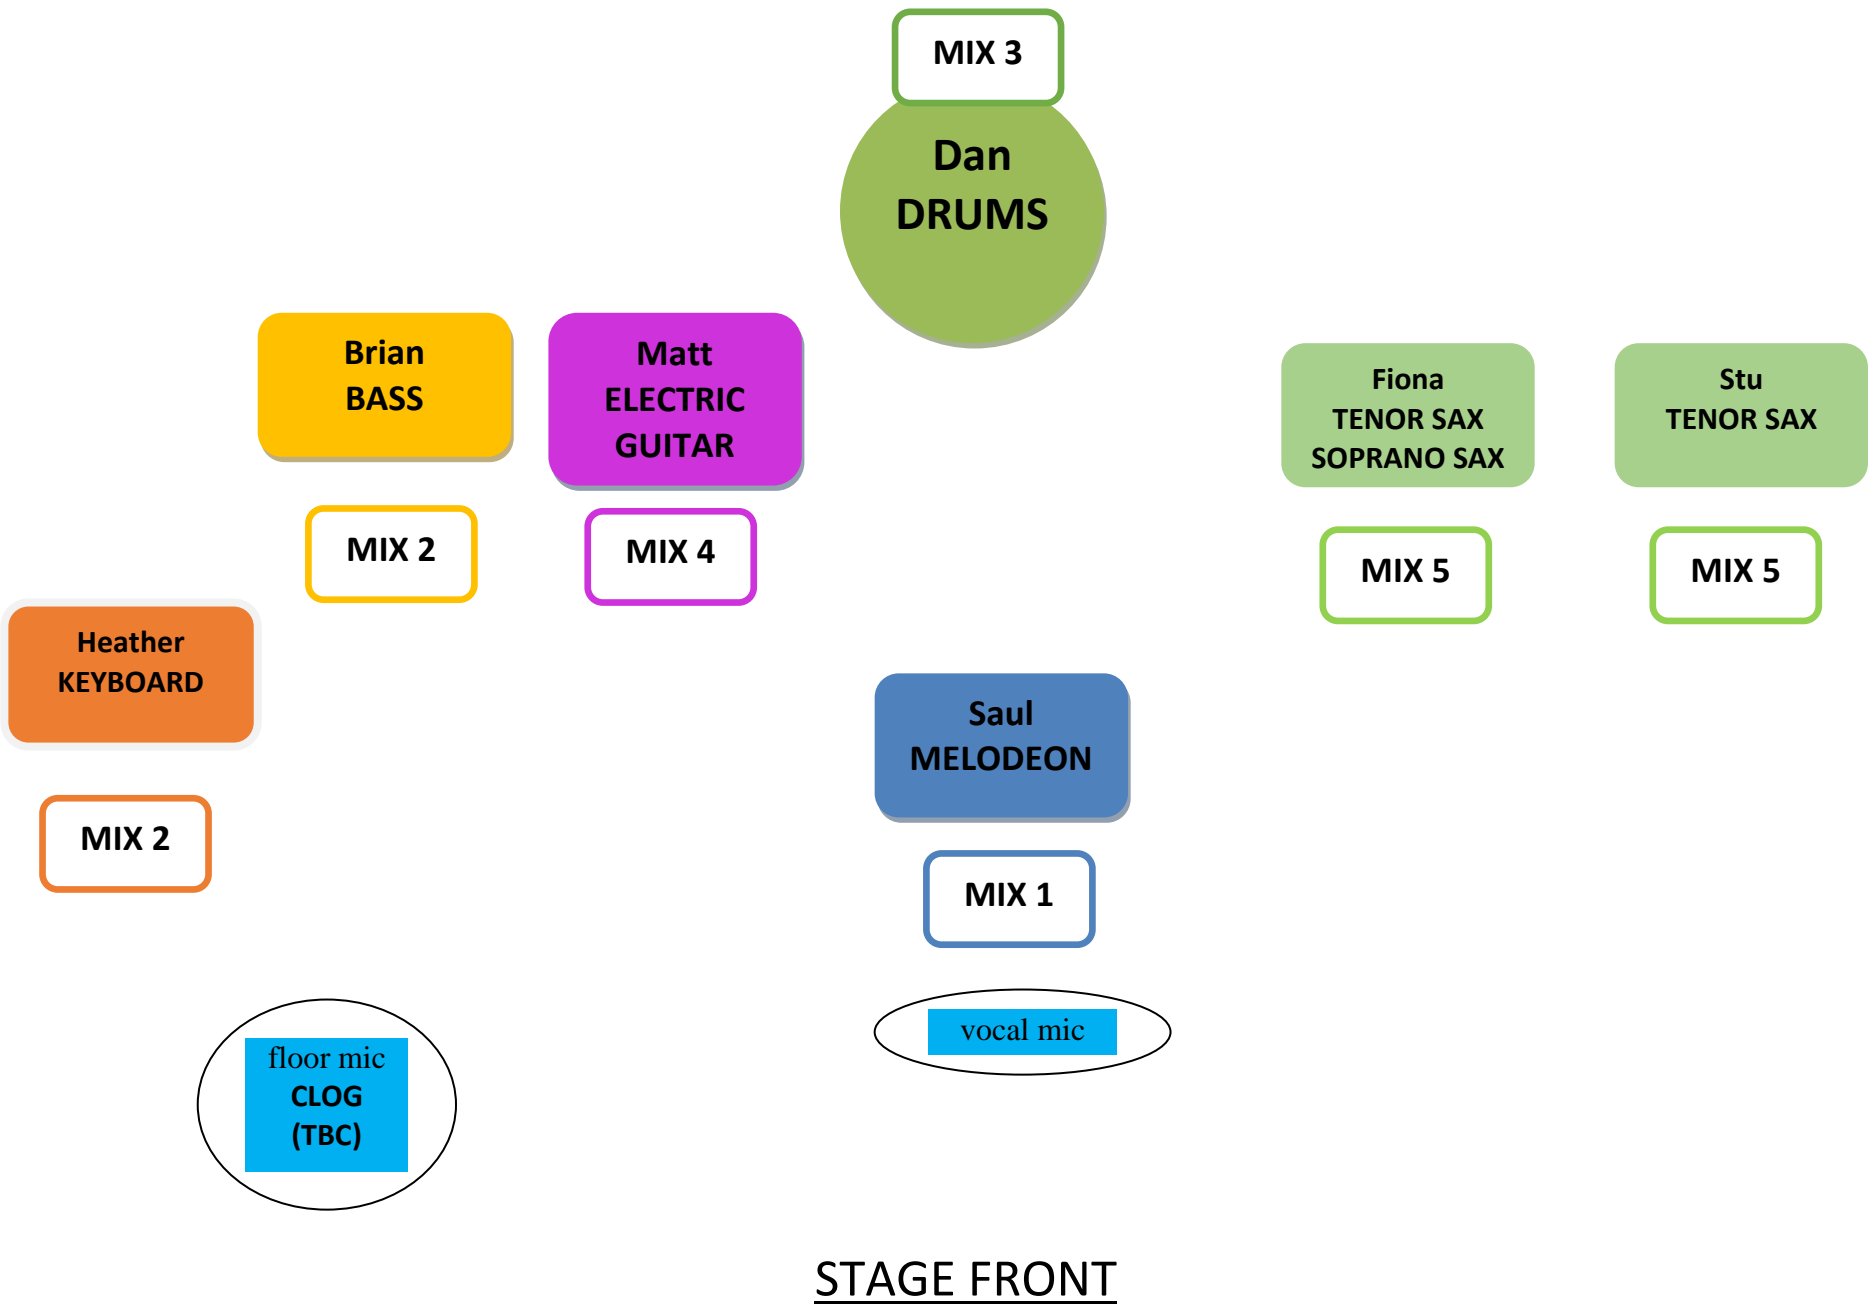 MIX 3
Dan
DRUMS
Brian
BASS
Matt
ELECTRIC
GUITAR
Fiona
TENOR SAX
SOPRANO SAX
Stu
TENOR SAX
MIX 2
MIX 4
MIX 5
MIX 5
Heather
KEYBOARD
Saul
MELODEON
MIX 2
MIX 1
vocal mic
floor mic
CLOG
(TBC)
STAGE FRONT